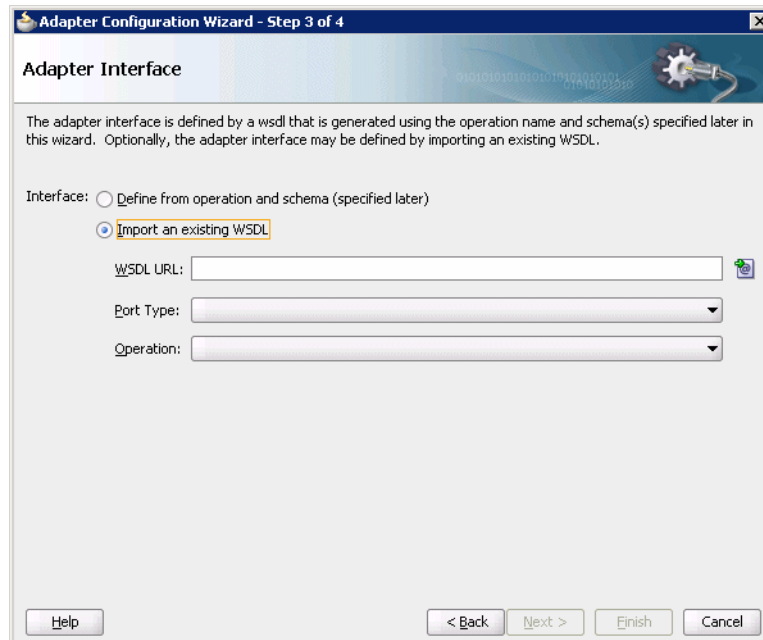 Adapter Configuration Wizard - Step 3 of 4
Adapter Interface
The adapter interface is defined by a wsdl that is generated using the operation name and schema(s) specified later in
this wizard. Optionally, the adapter interface may be defined by importing an existing WSDL.
Interface: Define from operation and schema (specified later)
Import an existing WSDL
WSDL URL:
Port Type:
Operation:
Help < Back Next > Finish Cancel